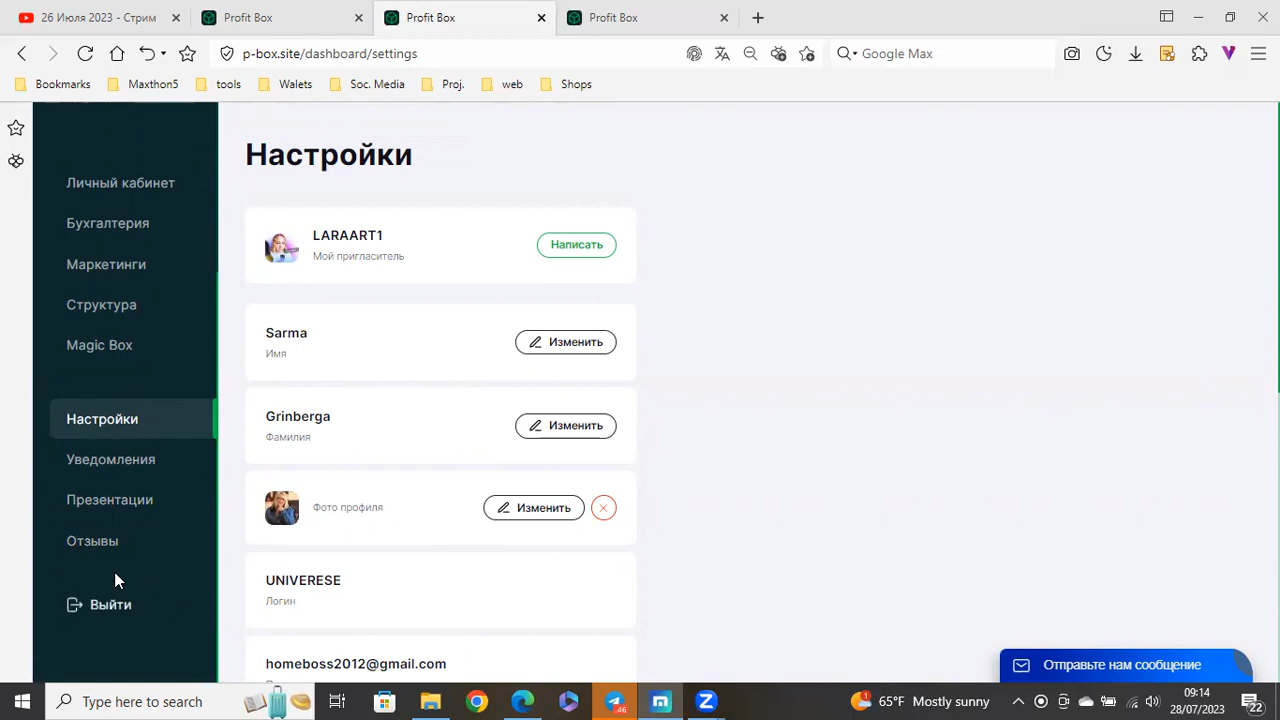 26 Июля 2023 - Стрим
Profit Box
Profit Box
Profit Box
p-box.site/dashboard/settings
Google Max
Bookmarks
Maxthon5
tools
Walets
Soc. Media
Proj.
web
Shops
Личный кабинет
Бухгалтерия
Маркетинги
Структура
Magic Box
Настройки
Уведомления
Презентации
Отзывы
Выйти
Настройки
LARAART1
Мой пригласитель
Написать
Sarma
Имя
Изменить
Grinberga
Фамилия
Изменить
Фото профиля
Изменить
UNIVERESE
Логин
homeboss2012@gmail.com
Отправьте нам сообщение
Type here to search
46
1
65°F Mostly sunny
09:14
28/07/2023
22